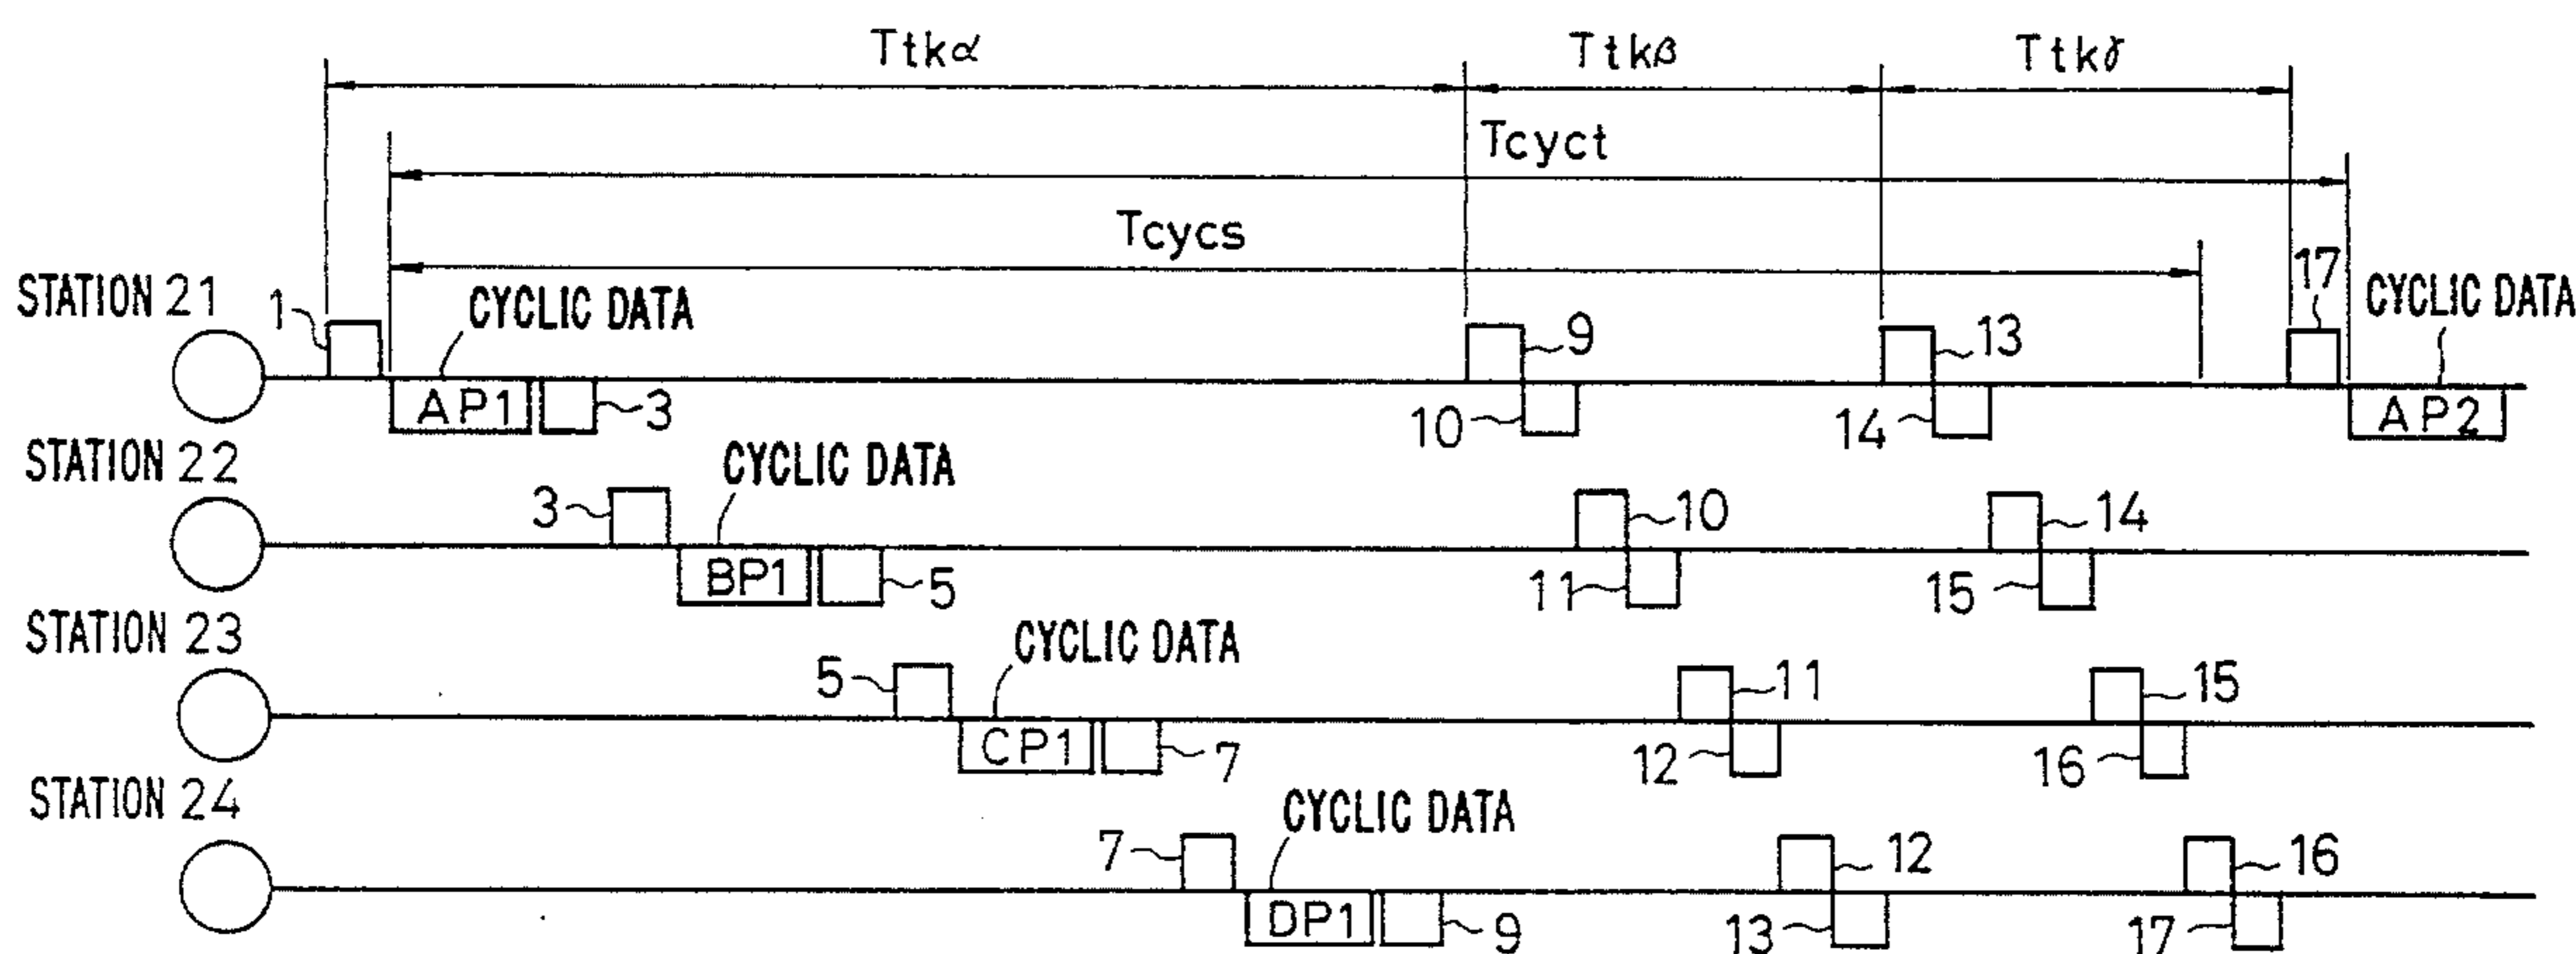 Ttkα Ttkβ Ttkγ
Tcyct
Tcycs
STATION 21 1 CYCLIC DATA 17 CYCLIC DATA
9 13
AP1 3 10 14 AP2
STATION 22 CYCLIC DATA
3 10 14
BP1 5 11 15
STATION 23 CYCLIC DATA
5 11 15
CP1 7 12 16
STATION 24 CYCLIC DATA
7 12 16
DP1 9 13 17